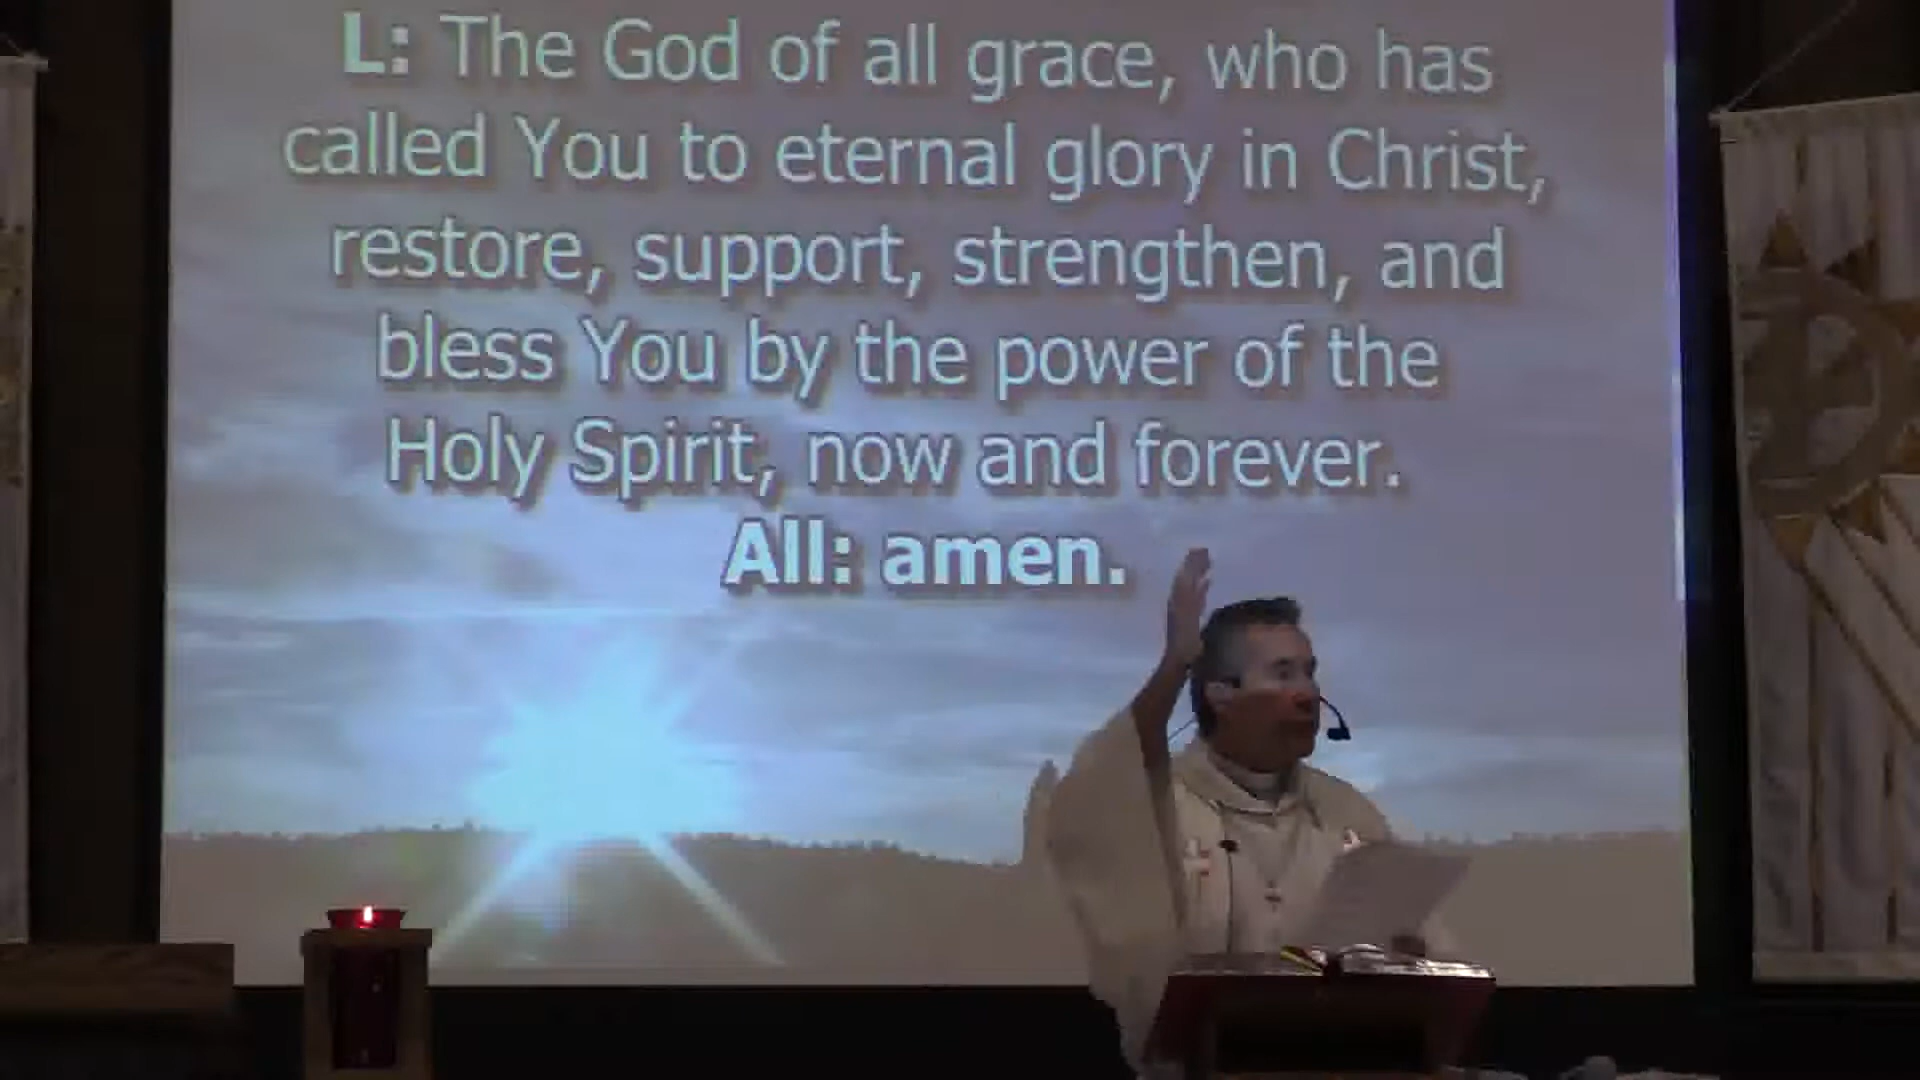 L: The God of all grace, who has
called You to eternal glory in Christ,
restore, support, strengthen, and
bless You by the power of the
Holy Spirit, now and forever.
All: amen.